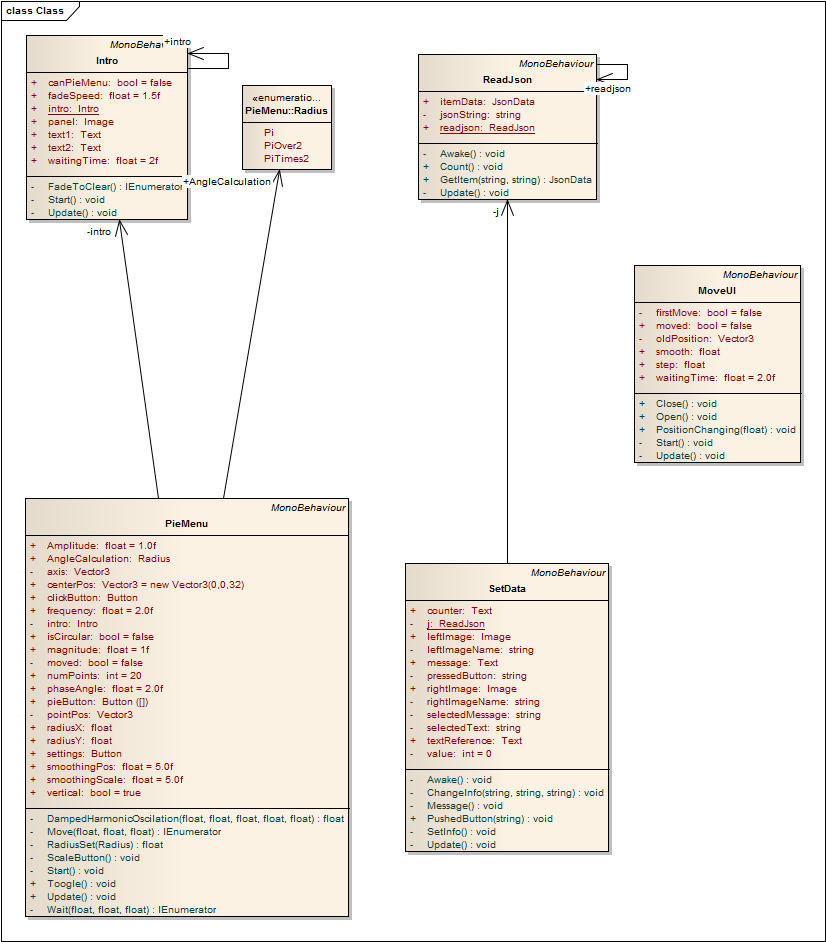 class Class
MonoBehav
+intro
Intro
+ canPieMenu: bool = false
+ fadeSpeed: float = 1.5f
+ intro: Intro
+ panel: Image
+ text1: Text
+ text2: Text
+ waitingTime: float = 2f
- FadeToClear() : IEnumerator
- Start() : void
- Update() : void
-intro
«enumeratio...
PieMenu::Radius
Pi
PiOver2
PiTimes2
+AngleCalculation
MonoBehaviour
ReadJson
+ itemData: JsonData
- jsonString: string
+ readjson: ReadJson
- Awake() : void
+ Count() : void
+ GetItem(string, string) : JsonData
- Update() : void
+readjson
-j
MonoBehaviour
MoveUI
- firstMove: bool = false
+ moved: bool = false
- oldPosition: Vector3
+ smooth: float
+ step: float
+ waitingTime: float = 2.0f
+ Close() : void
+ Open() : void
+ PositionChanging(float) : void
- Start() : void
- Update() : void
MonoBehaviour
PieMenu
+ Amplitude: float = 1.0f
+ AngleCalculation: Radius
- axis: Vector3
+ centerPos: Vector3 = new Vector3(0,0,32)
+ clickButton: Button
+ frequency: float = 2.0f
- intro: Intro
+ isCircular: bool = false
+ magnitude: float = 1f
- moved: bool = false
+ numPoints: int = 20
+ phaseAngle: float = 2.0f
+ pieButton: Button ([])
- pointPos: Vector3
+ radiusX: float
+ radiusY: float
+ settings: Button
+ smoothingPos: float = 5.0f
+ smoothingScale: float = 5.0f
+ vertical: bool = true
- DampedHarmonicOscilation(float, float, float, float, float) : float
- Move(float, float, float) : IEnumerator
- RadiusSet(Radius) : float
- ScaleButton() : void
- Start() : void
+ Toogle() : void
+ Update() : void
- Wait(float, float, float) : IEnumerator
MonoBehaviour
SetData
+ counter: Text
- j: ReadJson
+ leftImage: Image
- leftImageName: string
+ message: Text
- pressedButton: string
+ rightImage: Image
- rightImageName: string
- selectedMessage: string
- selectedText: string
+ textReference: Text
- value: int = 0
- Awake() : void
- ChangeInfo(string, string, string) : void
- Message() : void
+ PushedButton(string) : void
- SetInfo() : void
- Update() : void